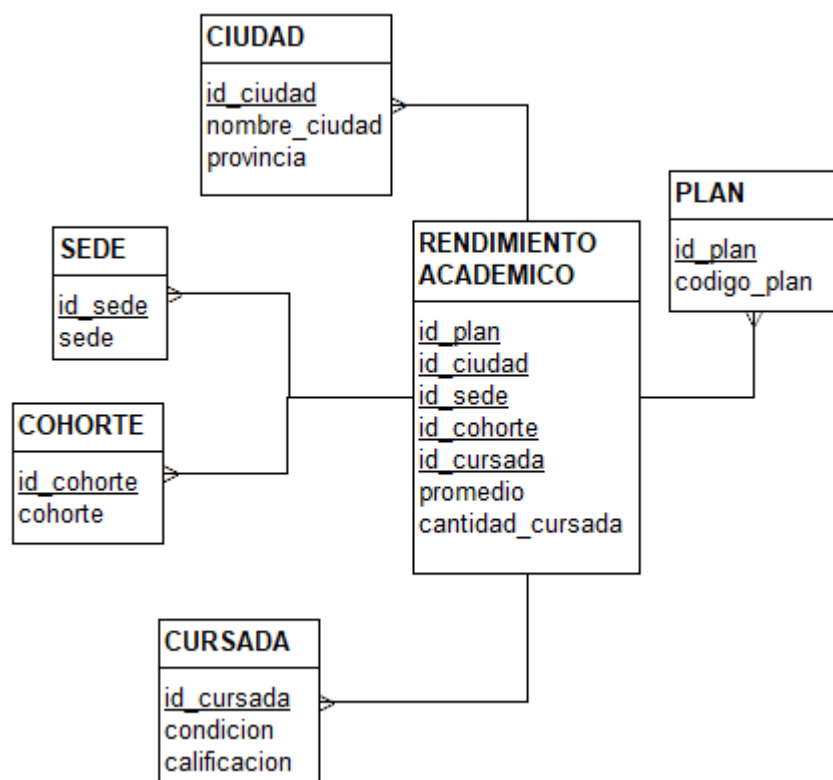 CIUDAD
id_ciudad
nombre_ciudad
provincia
PLAN
id_plan
codigo_plan
SEDE
id_sede
sede
RENDIMIENTO
ACADEMICO
id_plan
id_ciudad
id_sede
id_cohorte
id_cursada
promedio
cantidad_cursada
COHORTE
id_cohorte
cohorte
CURSADA
id_cursada
condicion
calificacion